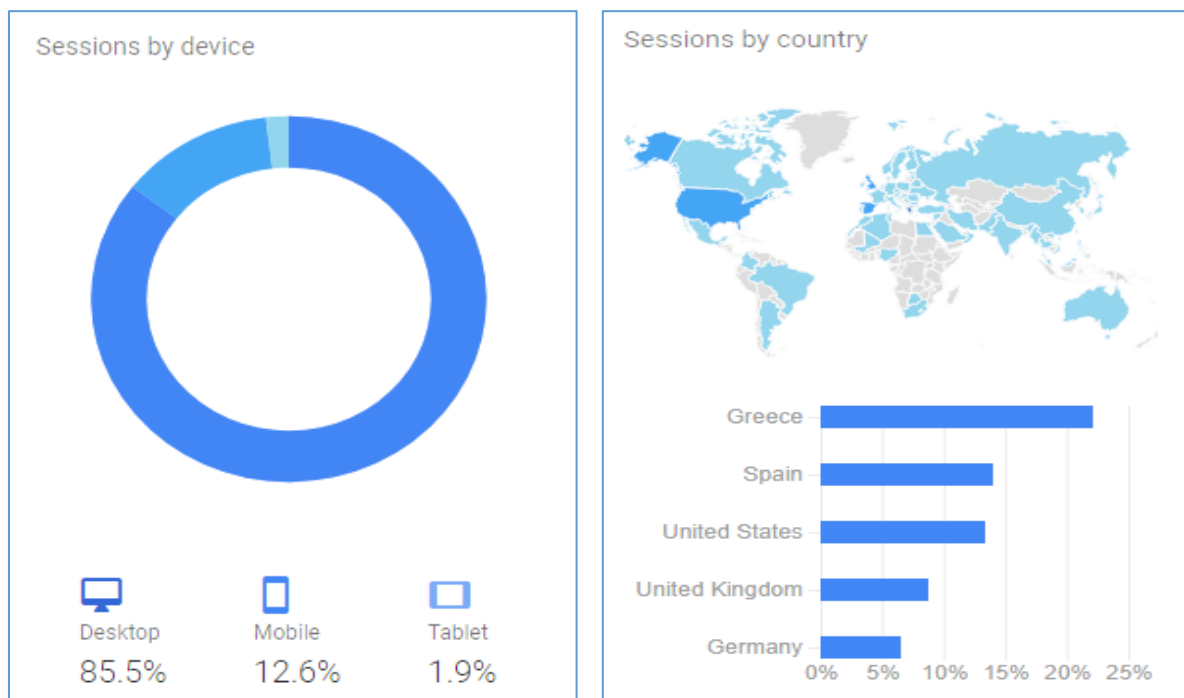 Sessions by device
Desktop
85.5%
Mobile
12.6%
Tablet
1.9%
Sessions by country
Greece
Spain
United States
United Kingdom
Germany
0% 5% 10% 15% 20% 25%